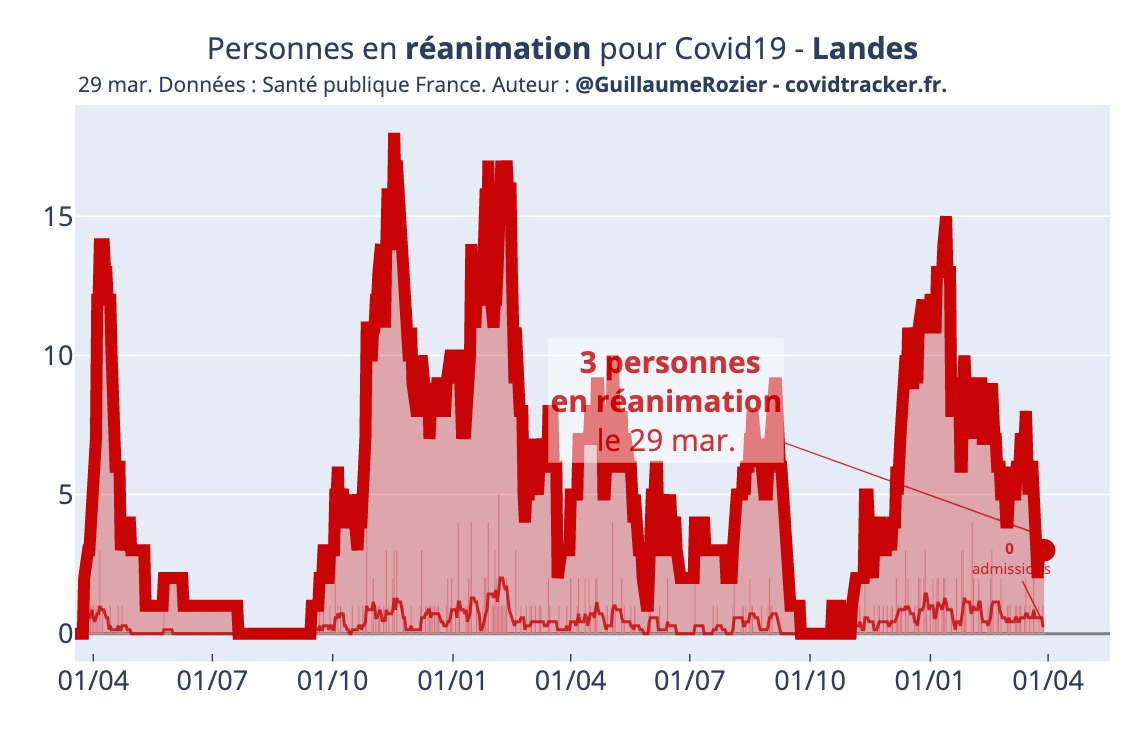 Personnes en réanimation pour Covid19 - Landes
29 mar. Données : Santé publique France. Auteur : @GuillaumeRozier - covidtracker.fr.
15
10
5
0
3 personnes
en réanimation
le 29 mar.
0
admissions
01/04 01/07 01/10 01/01 01/04 01/07 01/10 01/01 01/04